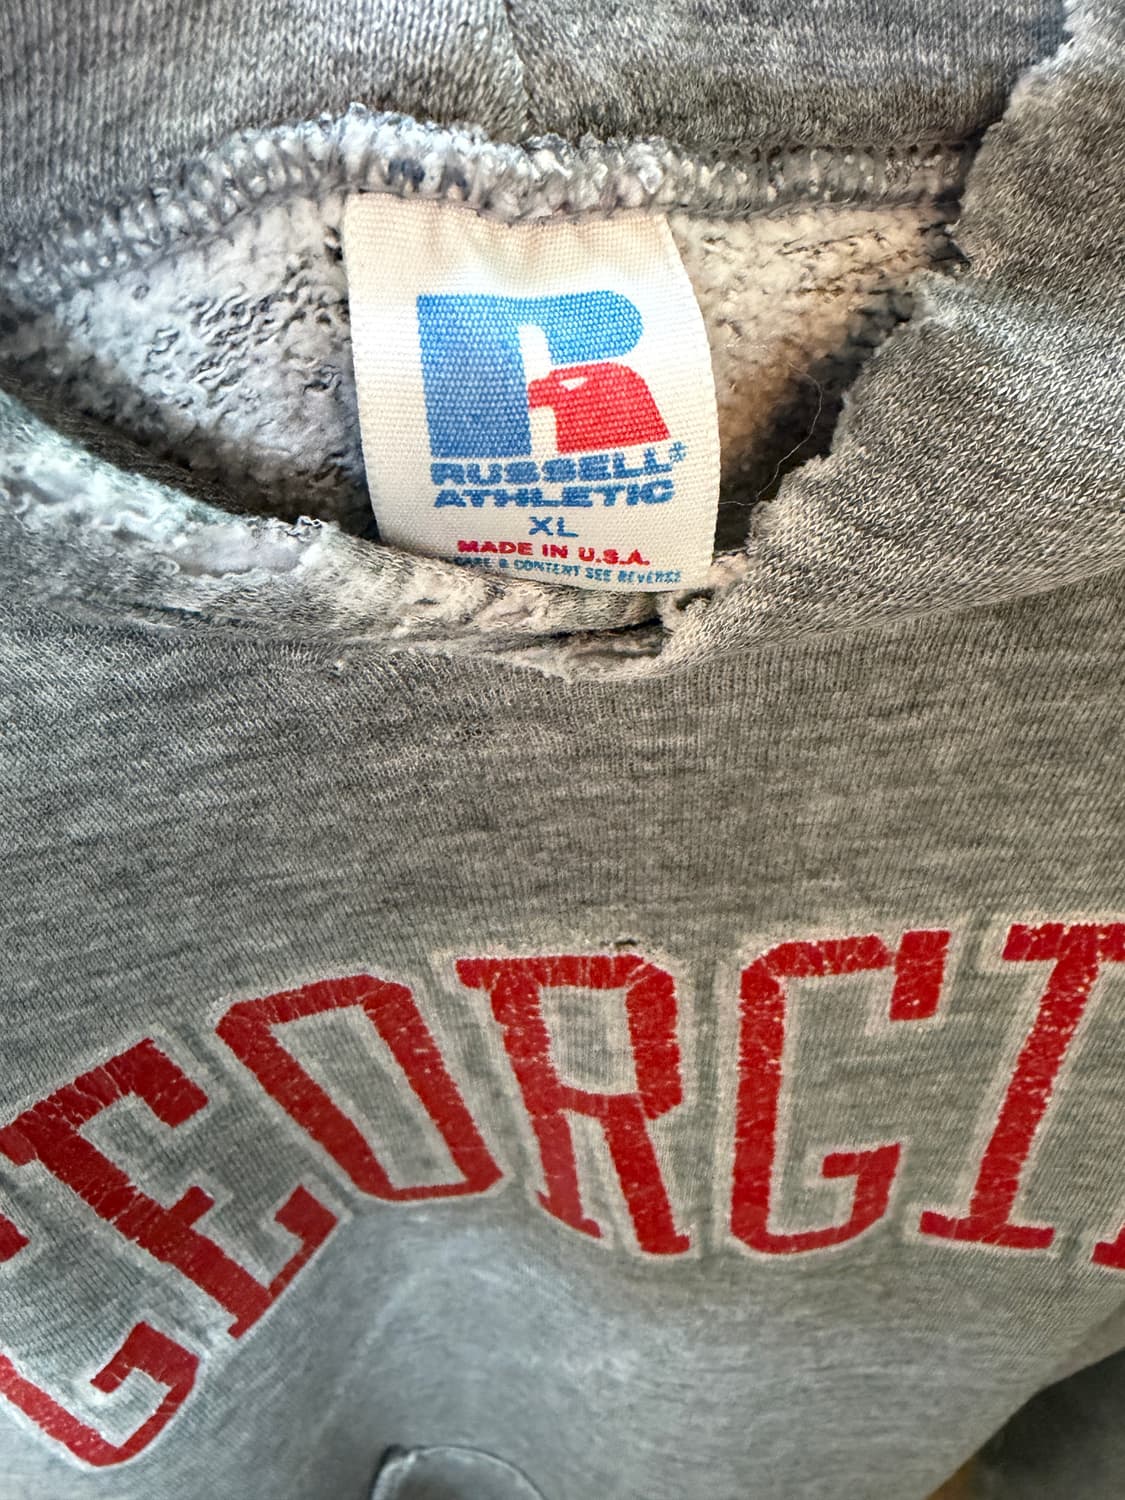 RUSSELL
ATHLETIC
XL
MADE IN U.S.A.
CARE & CONTENT SEE REVERSE
GEORGI